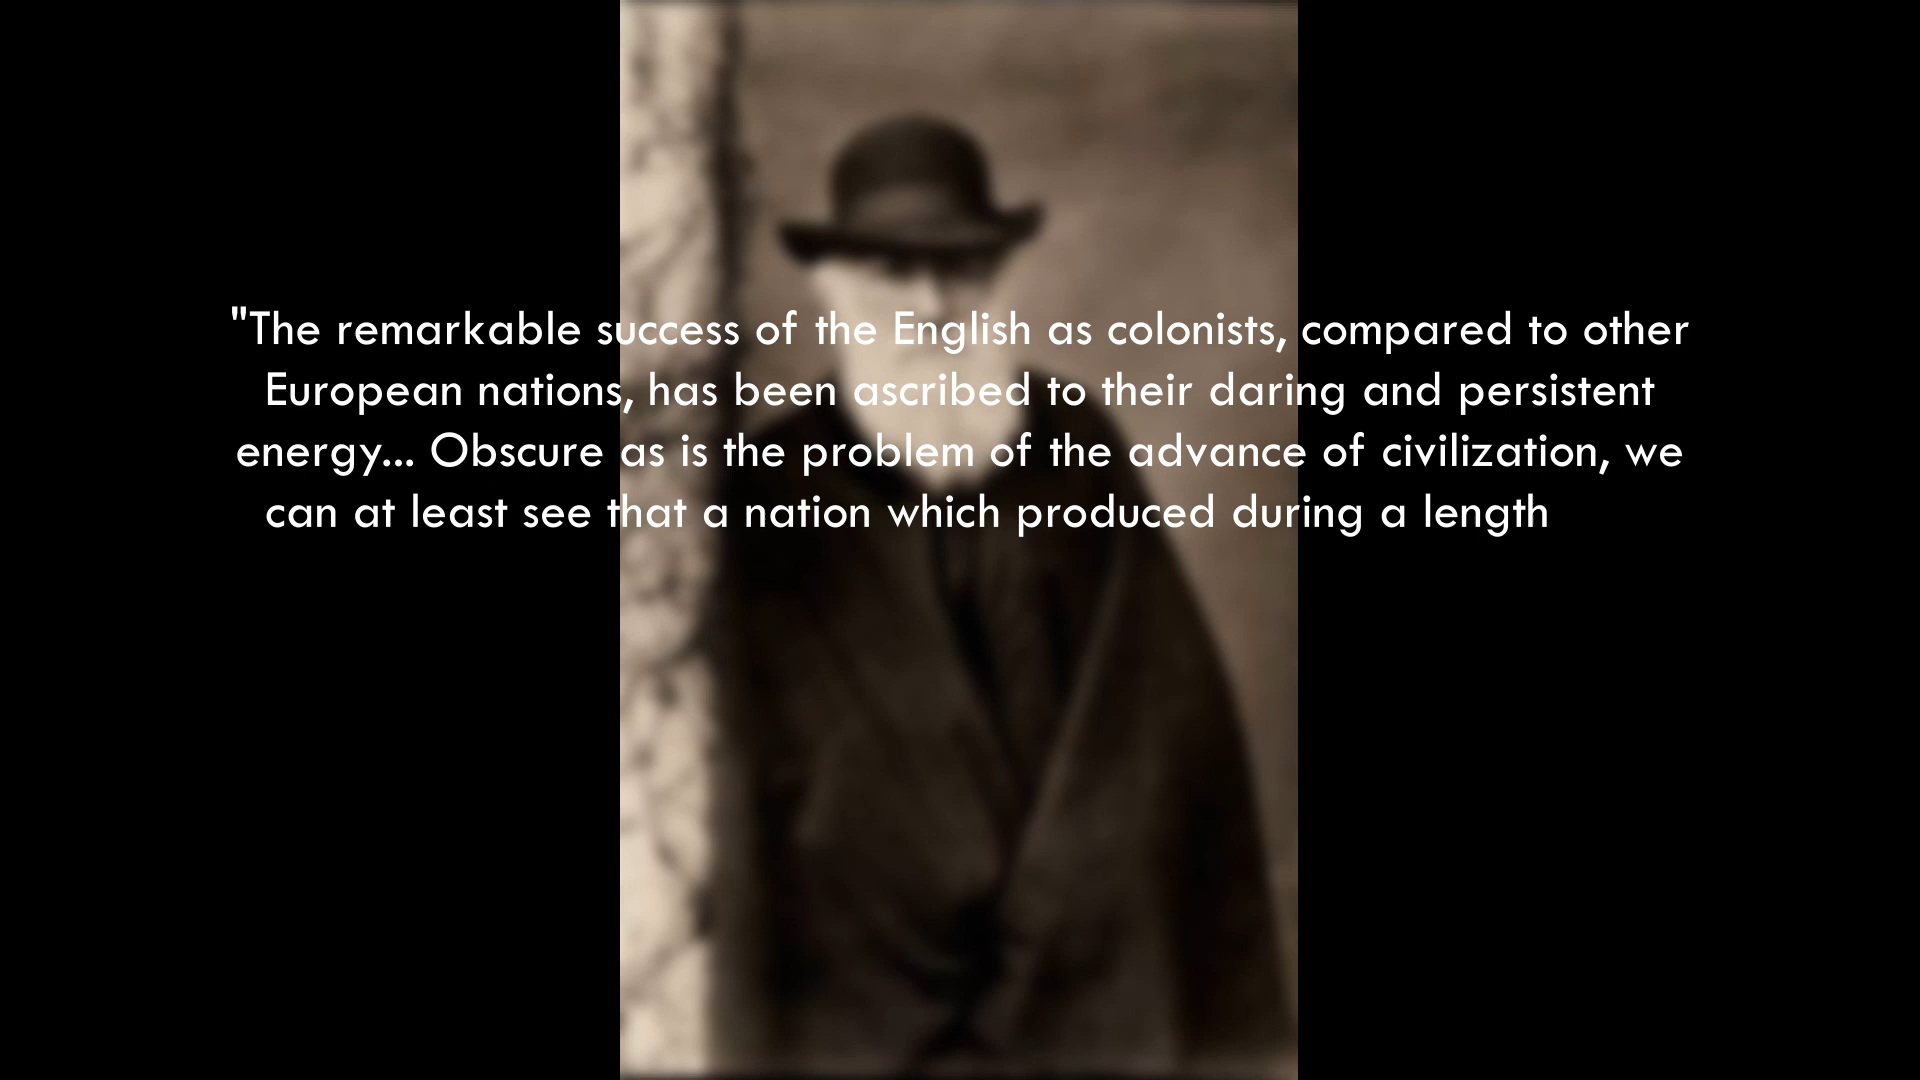 "The remarkable success of the English as colonists, compared to other
European nations, has been ascribed to their daring and persistent
energy... Obscure as is the problem of the advance of civilization, we
can at least see that a nation which produced during a length